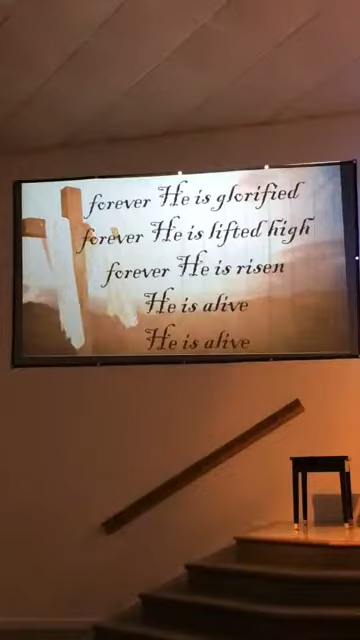 forever He is glorified
forever He is lifted high
forever He is risen
He is alive
He is alive